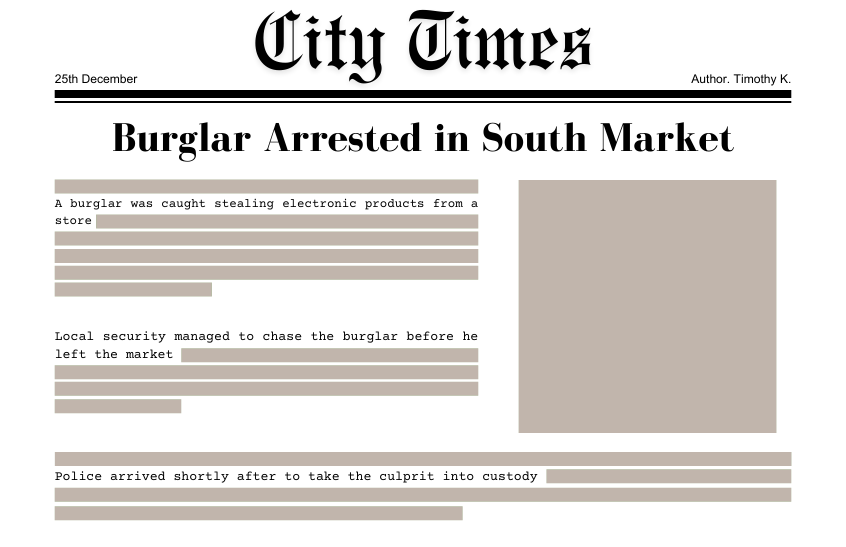 City Times
25th December
Author. Timothy K.
Burglar Arrested in South Market
A burglar was caught stealing electronic products from a
store
Local security managed to chase the burglar before he
left the market
Police arrived shortly after to take the culprit into custody